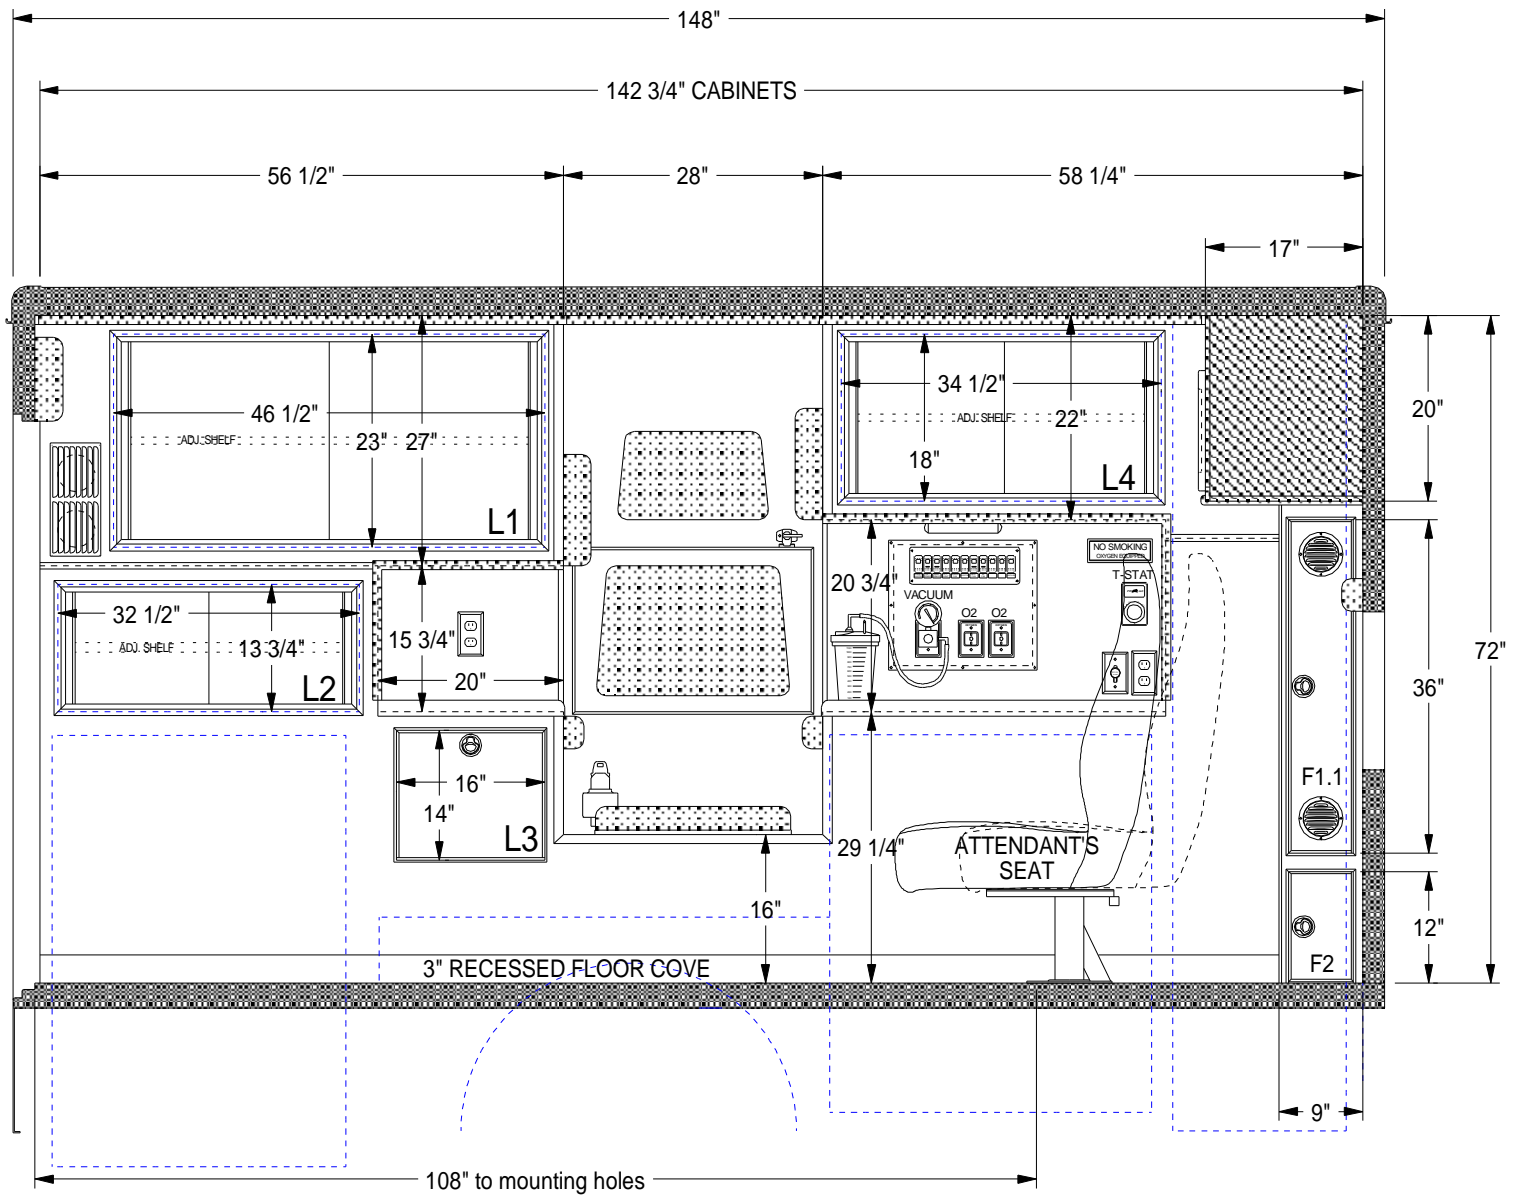 148"
142 3/4" CABINETS
56 1/2"
28"
58 1/4"
17"
46 1/2"
23"
27"
ADJ. SHELF
L1
34 1/2"
22"
ADJ. SHELF
18"
L4
20"
32 1/2"
13 3/4"
ADJ. SHELF
L2
15 3/4"
20"
20 3/4"
VACUUM
O2
O2
NO SMOKING
OXYGEN EQUIPPED
T-STAT
72"
36"
16"
14"
L3
F1.1
29 1/4"
ATTENDANT'S
SEAT
16"
12"
F2
3" RECESSED FLOOR COVE
9"
108" to mounting holes